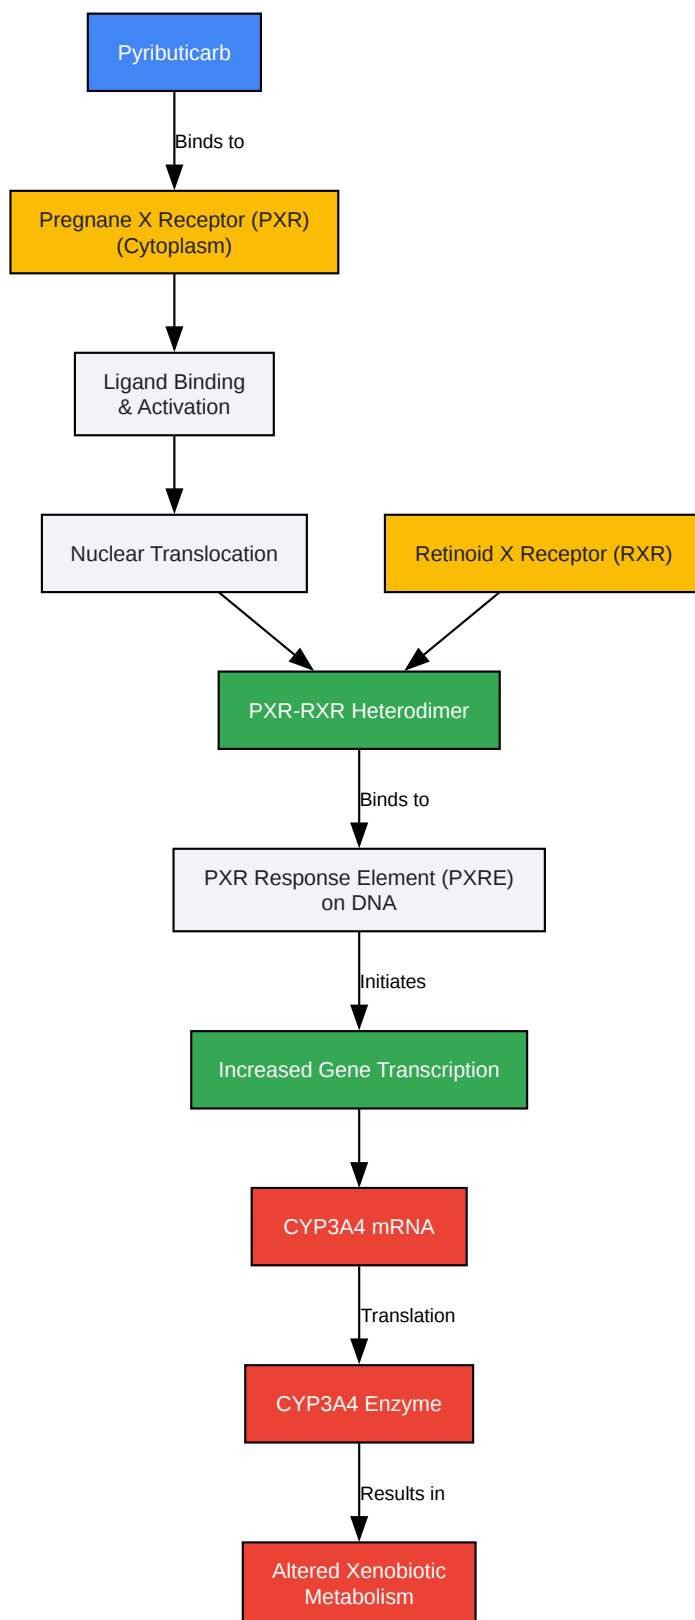 Pyributicarb
Binds to
Pregnane X Receptor (PXR)
(Cytoplasm)
Ligand Binding
& Activation
Nuclear Translocation
Retinoid X Receptor (RXR)
PXR-RXR Heterodimer
Binds to
PXR Response Element (PXRE)
on DNA
Initiates
Increased Gene Transcription
CYP3A4 mRNA
Translation
CYP3A4 Enzyme
Results in
Altered Xenobiotic
Metabolism